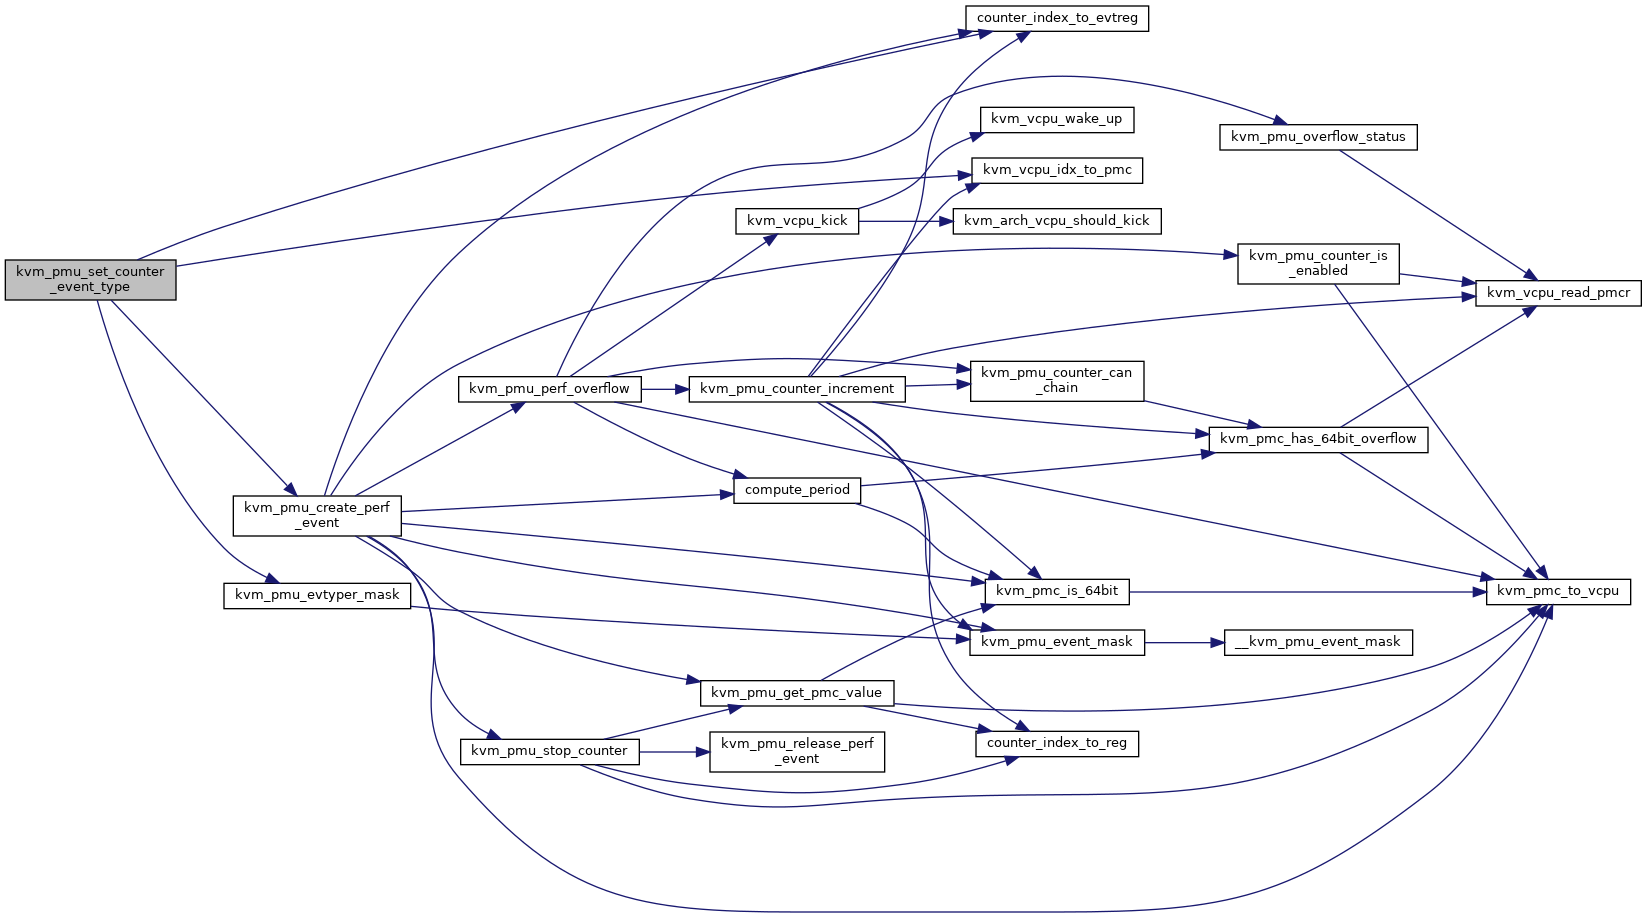 counter_index_to_evtreg
kvm_vcpu_wake_up
kvm_pmu_overflow_status
kvm_vcpu_idx_to_pmc
kvm_vcpu_kick
kvm_arch_vcpu_should_kick
kvm_pmu_set_counter
_event_type
kvm_pmu_counter_is
_enabled
kvm_vcpu_read_pmcr
kvm_pmu_perf_overflow
kvm_pmu_counter_increment
kvm_pmu_counter_can
_chain
kvm_pmc_has_64bit_overflow
compute_period
kvm_pmu_create_perf
_event
kvm_pmu_evtyper_mask
kvm_pmc_is_64bit
kvm_pmc_to_vcpu
kvm_pmu_event_mask
__kvm_pmu_event_mask
kvm_pmu_get_pmc_value
kvm_pmu_stop_counter
kvm_pmu_release_perf
_event
counter_index_to_reg